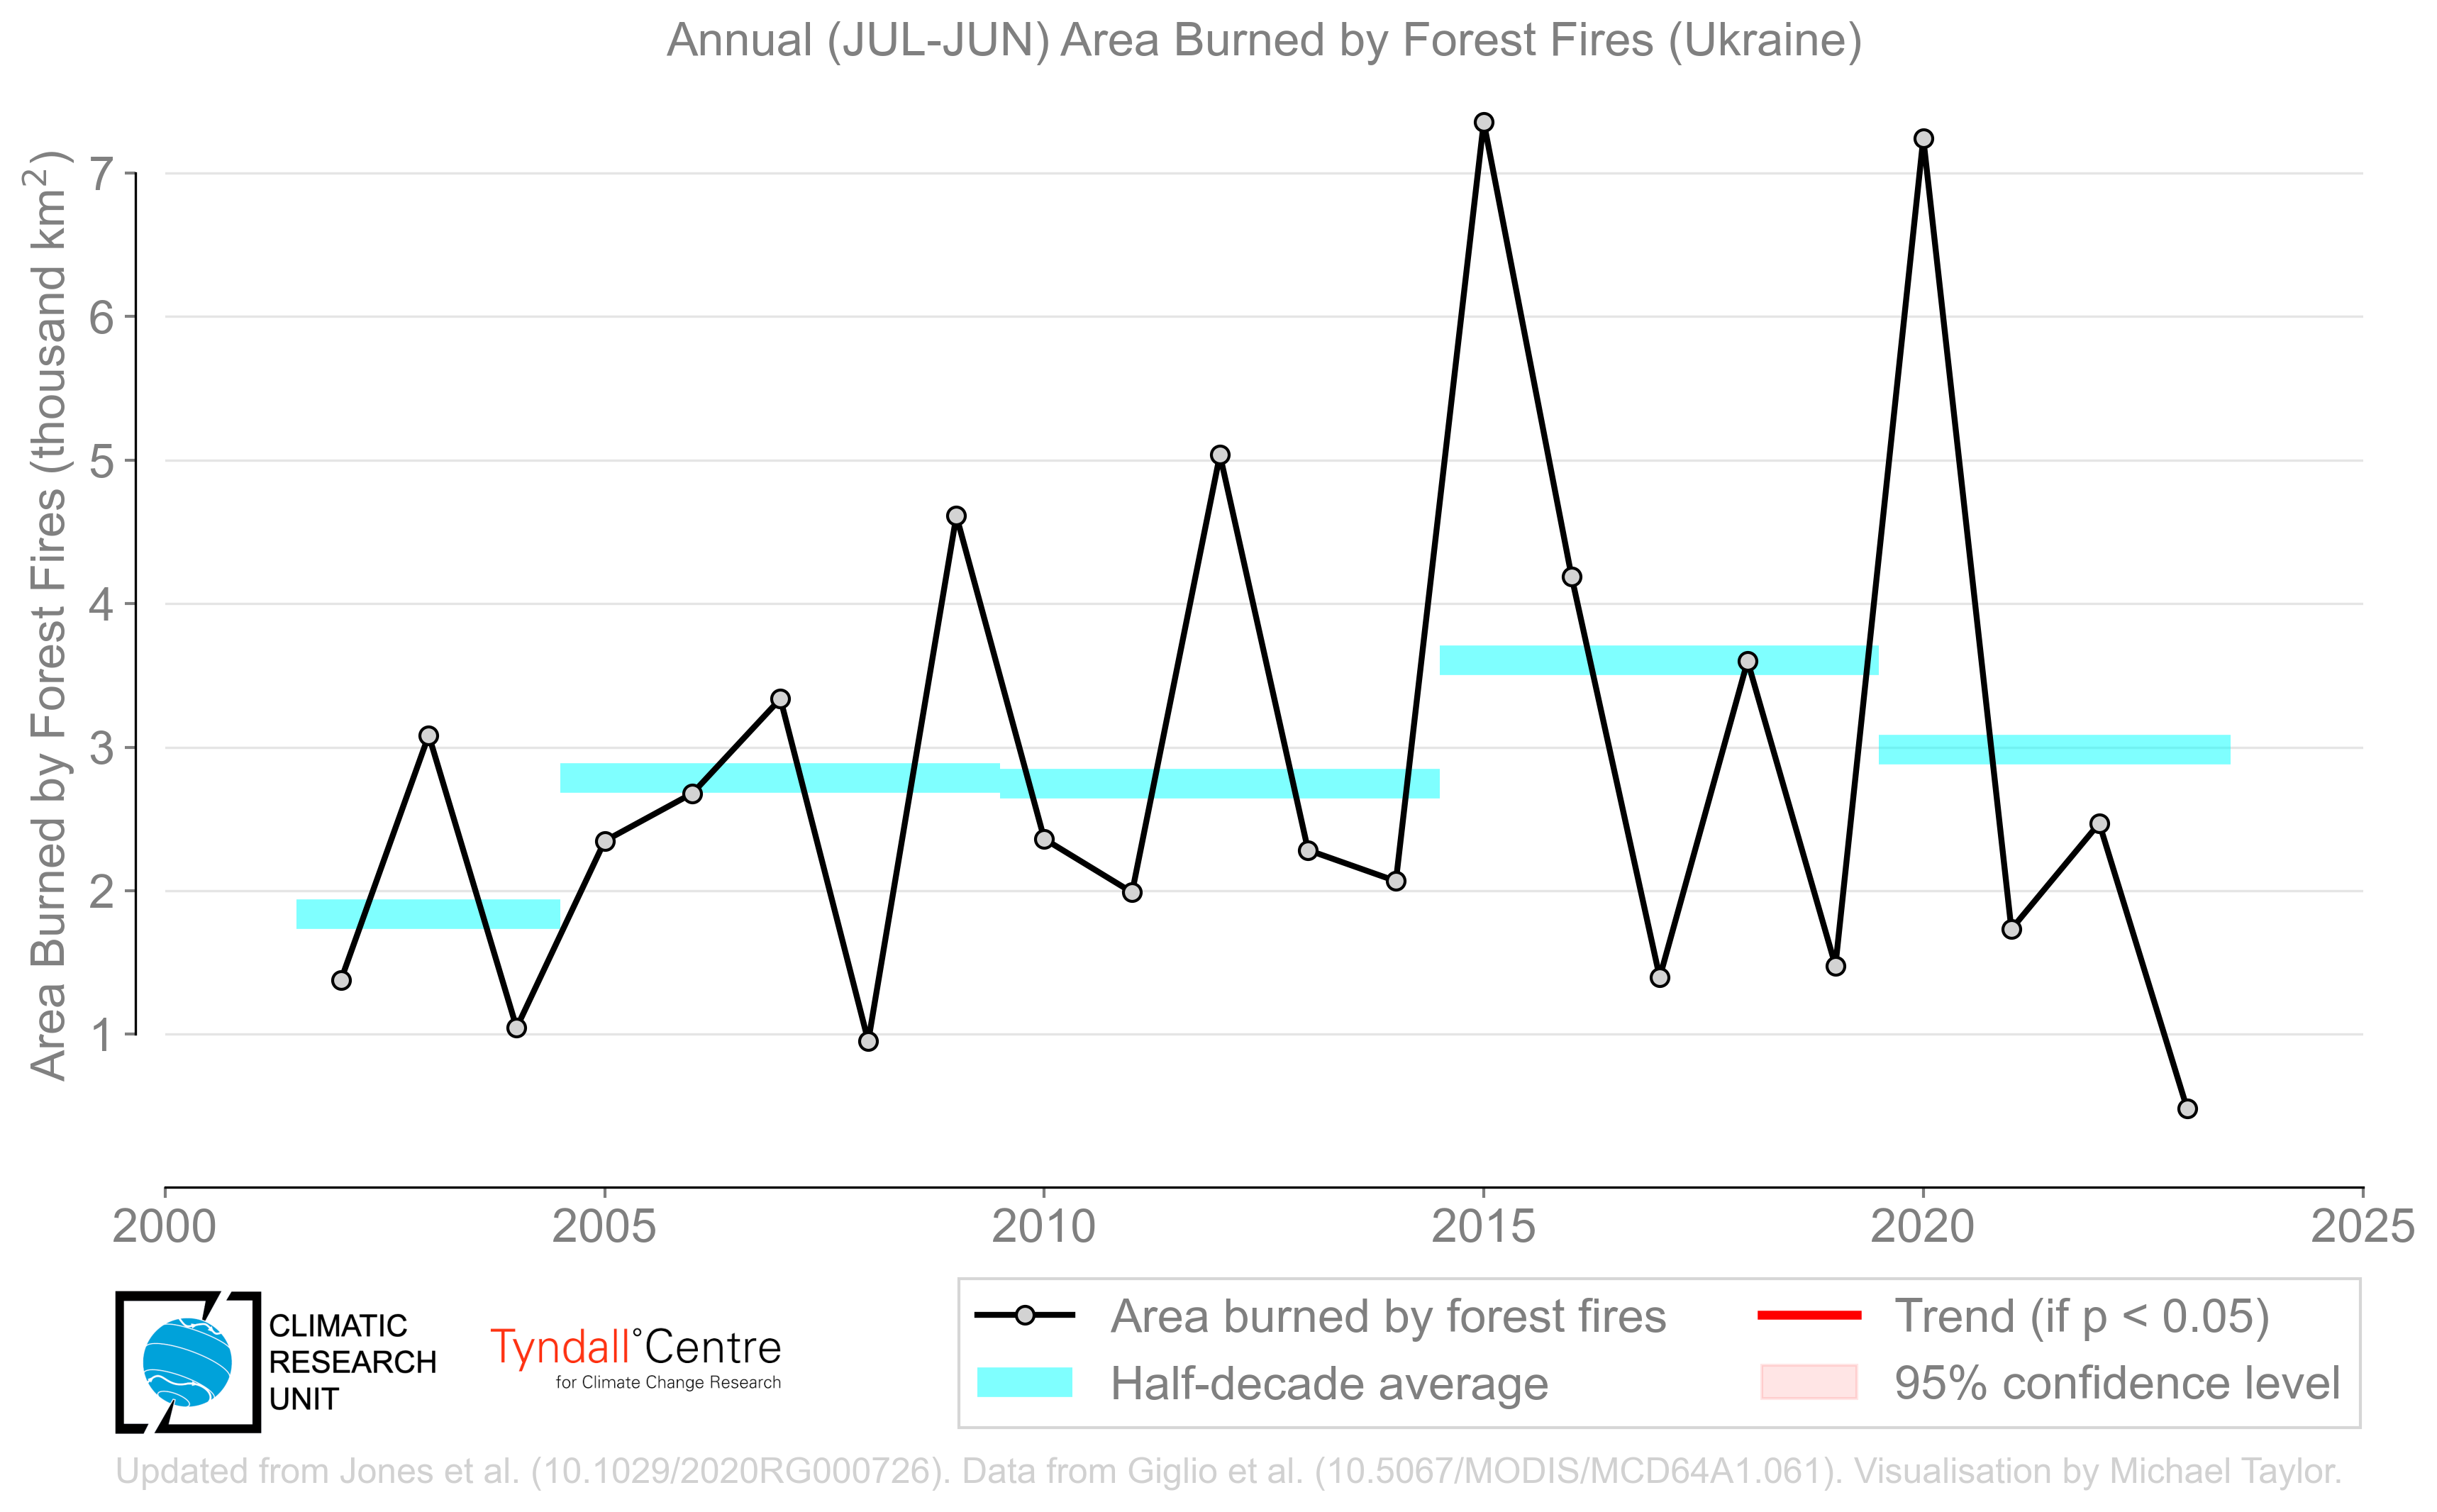 Annual (JUL-JUN) Area Burned by Forest Fires (Ukraine)
Area Burned by Forest Fires (thousand km²)
7
6
5
4
3
2
1
2000 2005 2010 2015 2020 2025
CLIMATIC
RESEARCH
UNIT
Tyndall°Centre
for Climate Change Research
Area burned by forest fires
Half-decade average
Trend (if p < 0.05)
95% confidence level
Updated from Jones et al. (10.1029/2020RG000726). Data from Giglio et al. (10.5067/MODIS/MCD64A1.061). Visualisation by Michael Taylor.